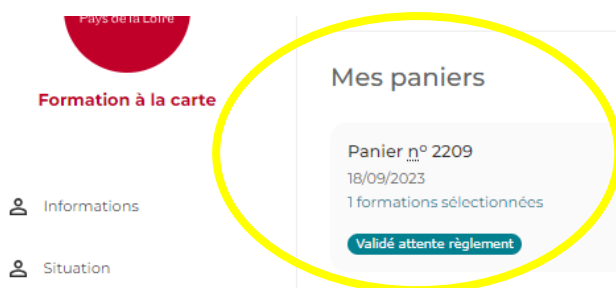 Pays de la Loire
Formation à la carte
Informations
Situation
Mes paniers
Panier nº 2209
18/09/2023
1 formations sélectionnées
Validé attente règlement